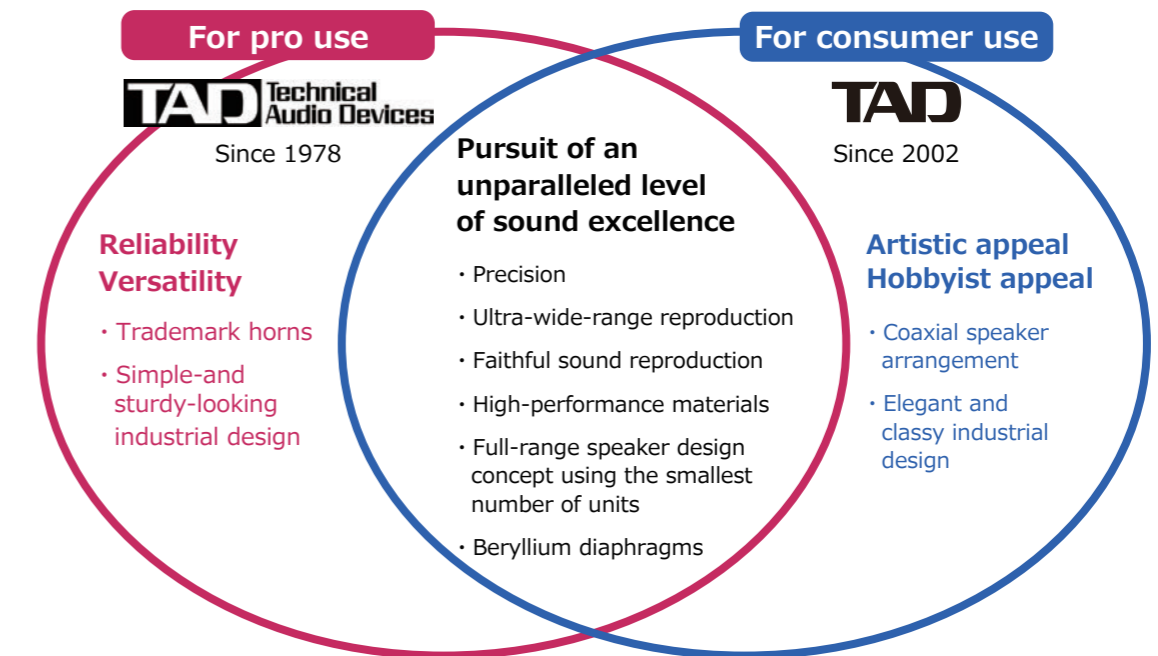 For pro use
TAD Technical
Audio Devices
Since 1978
Reliability
Versatility
・Trademark horns
・Simple-and
sturdy-looking
industrial design
Pursuit of an
unparalleled level
of sound excellence
・Precision
・Ultra-wide-range reproduction
・Faithful sound reproduction
・High-performance materials
・Full-range speaker design
concept using the smallest
number of units
・Beryllium diaphragms
For consumer use
TAD
Since 2002
Artistic appeal
Hobbyist appeal
・Coaxial speaker
arrangement
・Elegant and
classy industrial
design